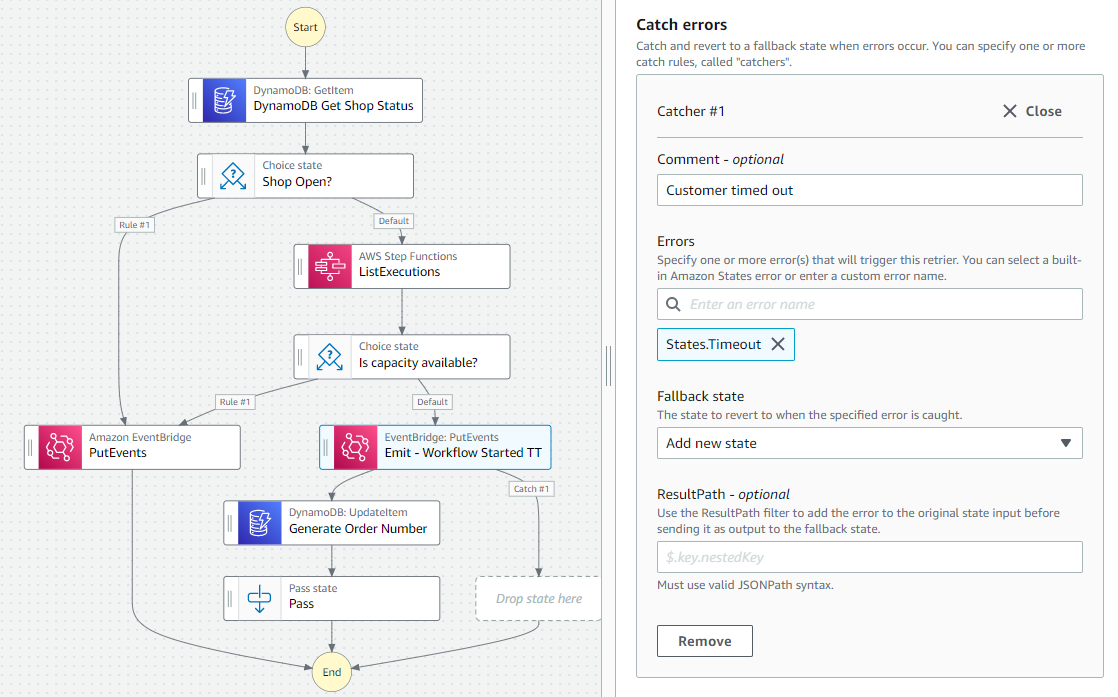 Start
DynamoDB: GetItem
DynamoDB Get Shop Status
Choice state
Shop Open?
Rule #1
Default
AWS Step Functions
ListExecutions
Choice state
Is capacity available?
Rule #1
Default
Amazon EventBridge
PutEvents
EventBridge: PutEvents
Emit - Workflow Started TT
Catch #1
DynamoDB: UpdateItem
Generate Order Number
Pass state
Pass
Drop state here
End
Catch errors
Catch and revert to a fallback state when errors occur. You can specify one or more
catch rules, called "catchers".
Catcher #1
Close
Comment - optional
Customer timed out
Errors
Specify one or more error(s) that will trigger this retrier. You can select a built-
in Amazon States error or enter a custom error name.
Enter an error name
States.Timeout
Fallback state
The state to revert to when the specified error is caught.
Add new state
ResultPath - optional
Use the ResultPath filter to add the error to the original state input before
sending it as output to the fallback state.
$.key.nestedKey
Must use valid JSONPath syntax.
Remove